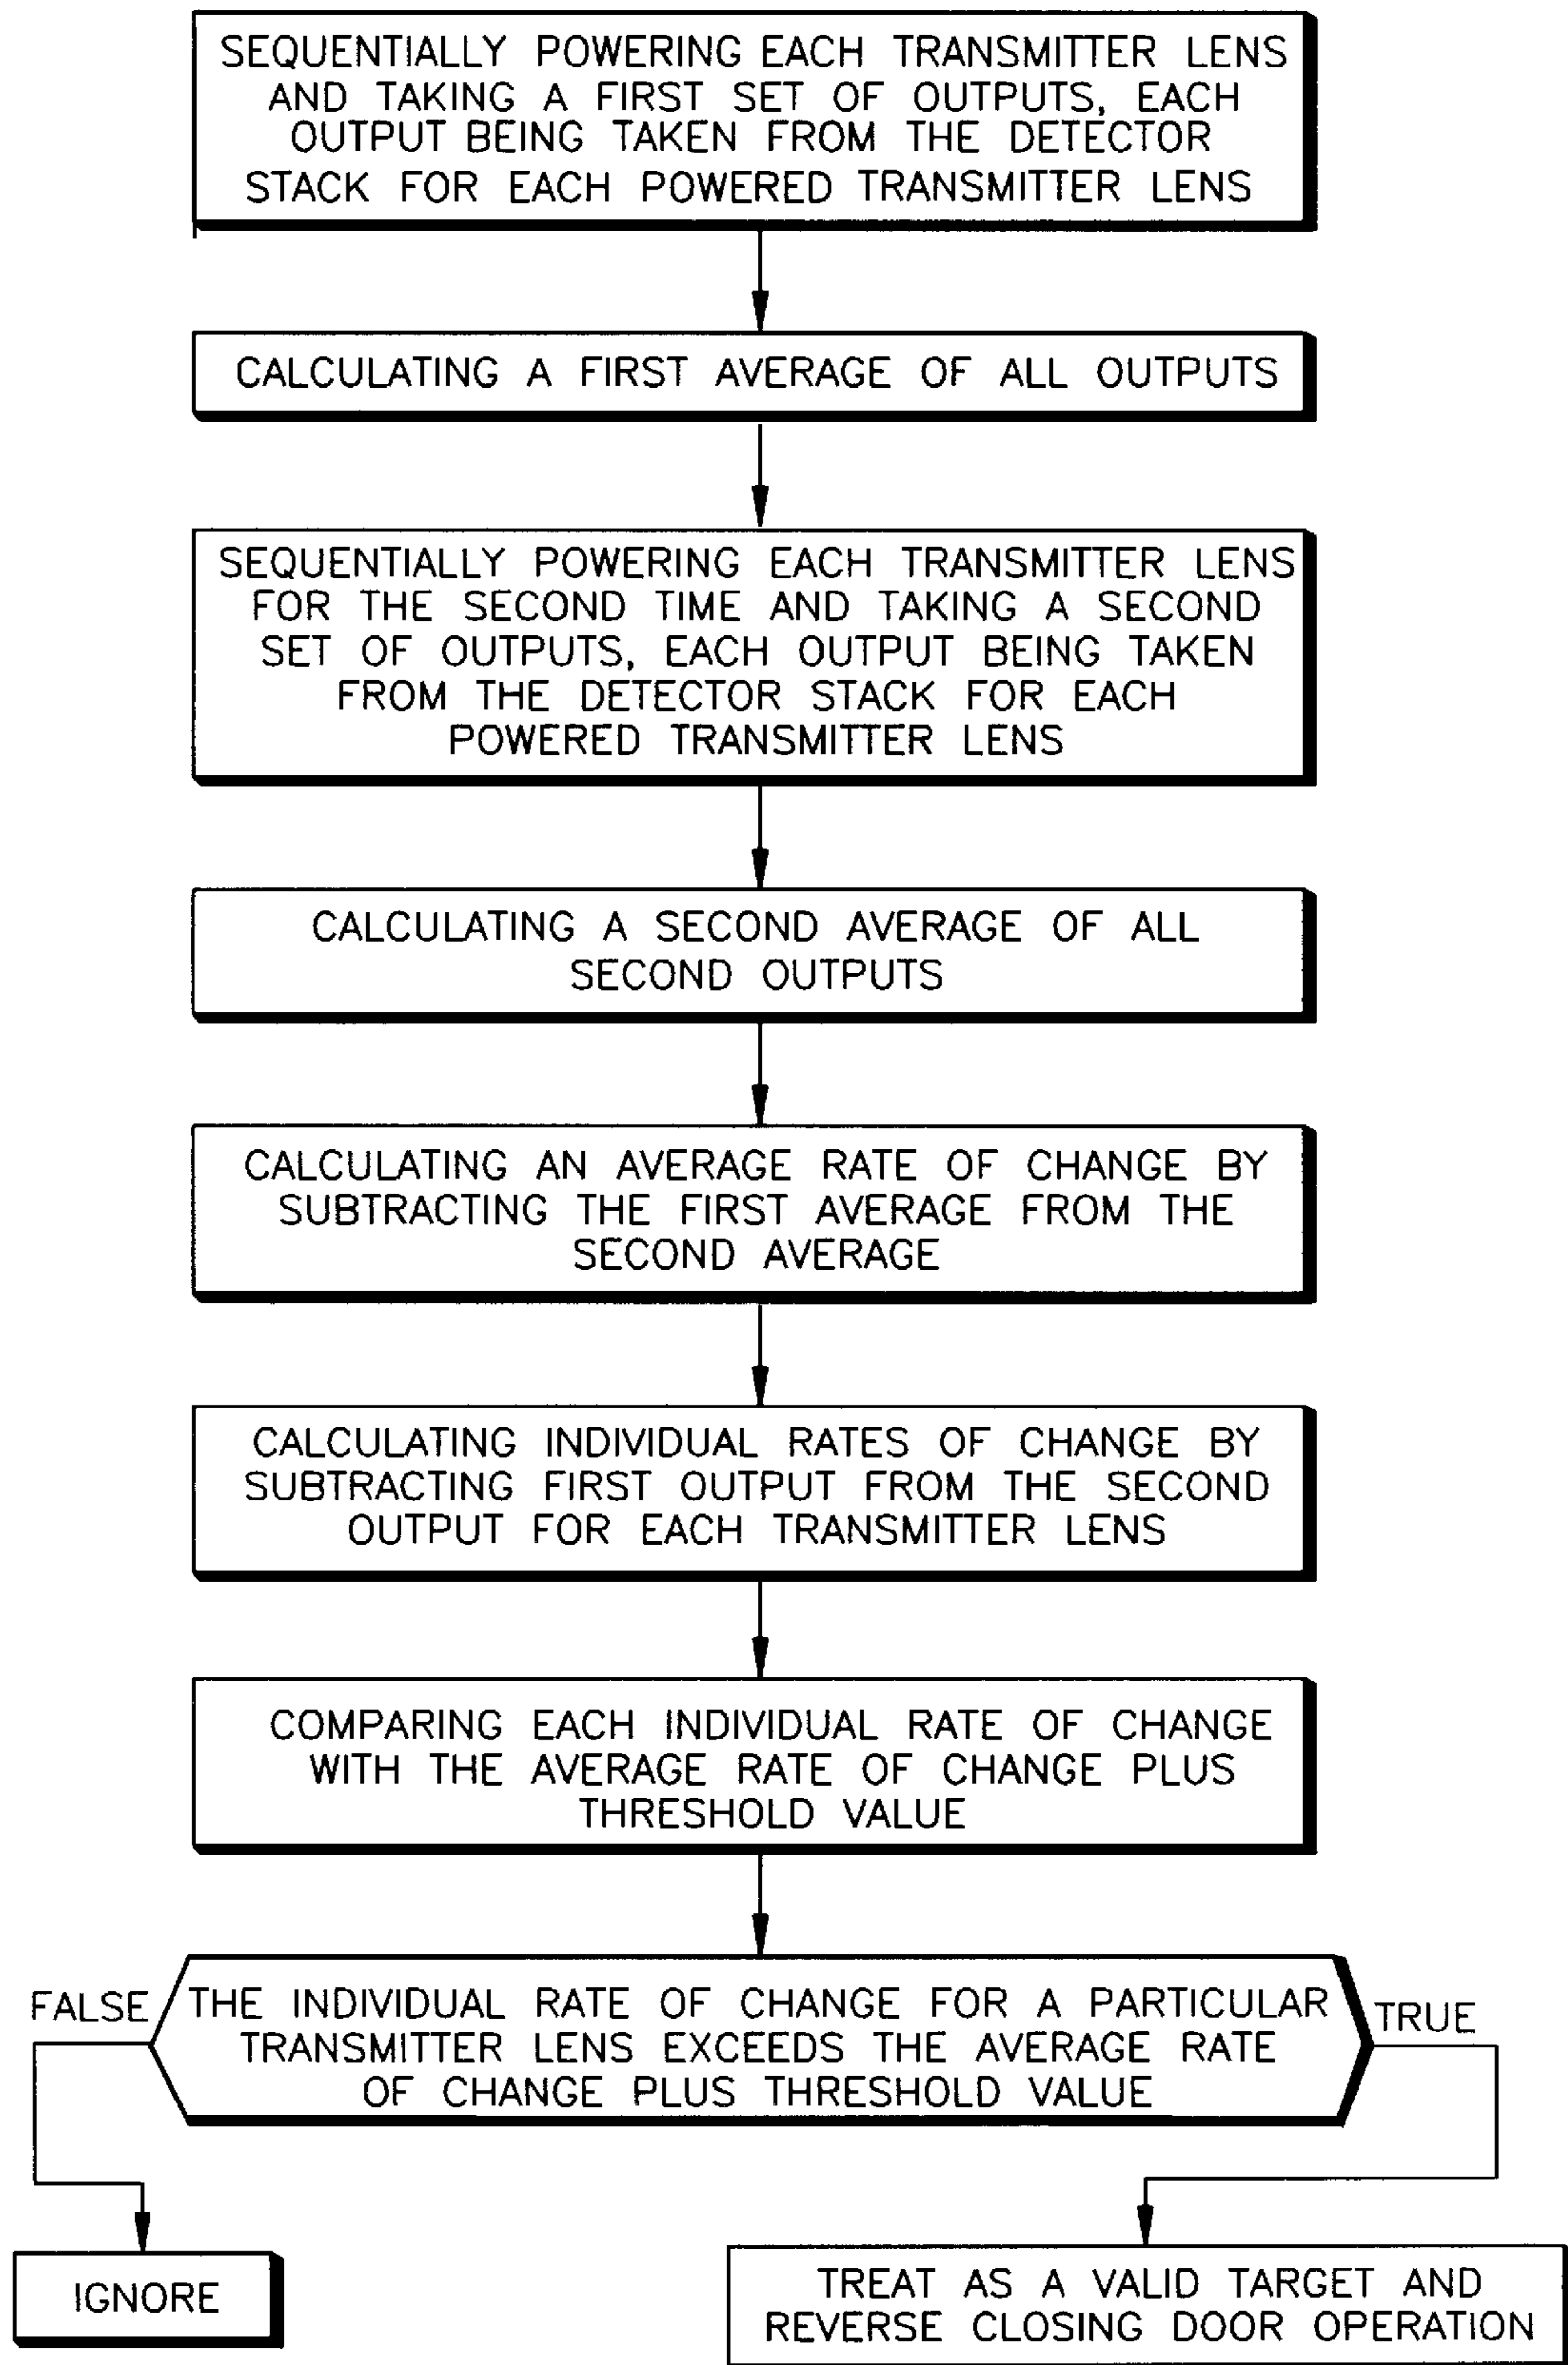 SEQUENTIALLY POWERING EACH TRANSMITTER LENS
AND TAKING A FIRST SET OF OUTPUTS, EACH
OUTPUT BEING TAKEN FROM THE DETECTOR
STACK FOR EACH POWERED TRANSMITTER LENS
CALCULATING A FIRST AVERAGE OF ALL OUTPUTS
SEQUENTIALLY POWERING EACH TRANSMITTER LENS
FOR THE SECOND TIME AND TAKING A SECOND
SET OF OUTPUTS, EACH OUTPUT BEING TAKEN
FROM THE DETECTOR STACK FOR EACH
POWERED TRANSMITTER LENS
CALCULATING A SECOND AVERAGE OF ALL
SECOND OUTPUTS
CALCULATING AN AVERAGE RATE OF CHANGE BY
SUBTRACTING THE FIRST AVERAGE FROM THE
SECOND AVERAGE
CALCULATING INDIVIDUAL RATES OF CHANGE BY
SUBTRACTING FIRST OUTPUT FROM THE SECOND
OUTPUT FOR EACH TRANSMITTER LENS
COMPARING EACH INDIVIDUAL RATE OF CHANGE
WITH THE AVERAGE RATE OF CHANGE PLUS
THRESHOLD VALUE
FALSE
THE INDIVIDUAL RATE OF CHANGE FOR A PARTICULAR
TRANSMITTER LENS EXCEEDS THE AVERAGE RATE
OF CHANGE PLUS THRESHOLD VALUE
TRUE
IGNORE
TREAT AS A VALID TARGET AND
REVERSE CLOSING DOOR OPERATION